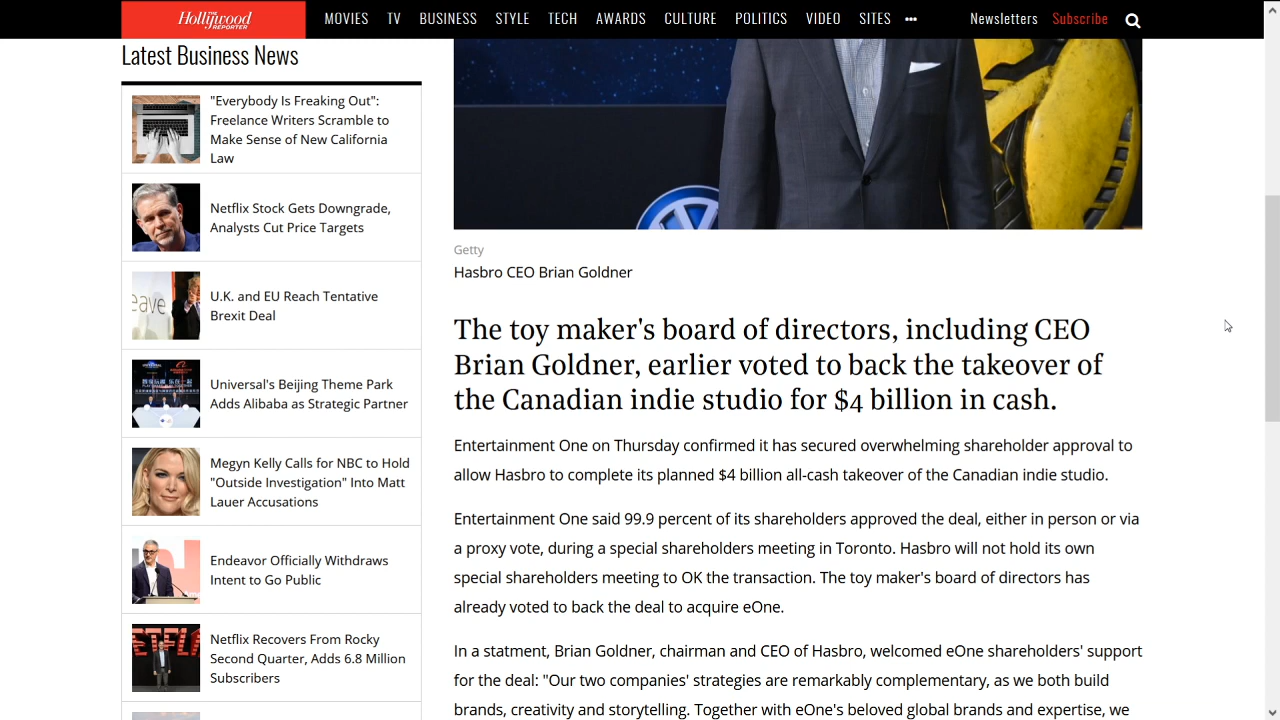 THE
Hollywood
REPORTER
MOVIES TV BUSINESS STYLE TECH AWARDS CULTURE POLITICS VIDEO SITES ••• Newsletters Subscribe
Latest Business News
"Everybody Is Freaking Out":
Freelance Writers Scramble to
Make Sense of New California
Law
Netflix Stock Gets Downgrade,
Analysts Cut Price Targets
eave
U.K. and EU Reach Tentative
Brexit Deal
Universal's Beijing Theme Park
Adds Alibaba as Strategic Partner
Megyn Kelly Calls for NBC to Hold
"Outside Investigation" Into Matt
Lauer Accusations
Endeavor Officially Withdraws
Intent to Go Public
Netflix Recovers From Rocky
Second Quarter, Adds 6.8 Million
Subscribers
Getty
Hasbro CEO Brian Goldner
The toy maker's board of directors, including CEO
Brian Goldner, earlier voted to back the takeover of
the Canadian indie studio for $4 billion in cash.
Entertainment One on Thursday confirmed it has secured overwhelming shareholder approval to
allow Hasbro to complete its planned $4 billion all-cash takeover of the Canadian indie studio.
Entertainment One said 99.9 percent of its shareholders approved the deal, either in person or via
a proxy vote, during a special shareholders meeting in Toronto. Hasbro will not hold its own
special shareholders meeting to OK the transaction. The toy maker's board of directors has
already voted to back the deal to acquire eOne.
In a statement, Brian Goldner, chairman and CEO of Hasbro, welcomed eOne shareholders' support
for the deal: "Our two companies' strategies are remarkably complementary, as we both build
brands, creativity and storytelling. Together with eOne's beloved global brands and expertise, we